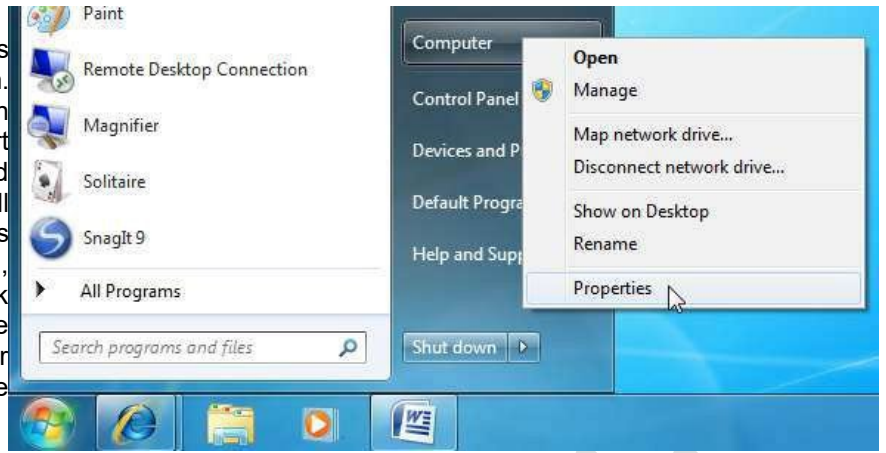 Paint
Remote Desktop Connection
Magnifier
Solitaire
SnagIt 9
All Programs
Search programs and files
Computer
Control Panel
Devices and P
Default Progra
Help and Supp
Shut down
Open
Manage
Map network drive...
Disconnect network drive...
Show on Desktop
Rename
Properties